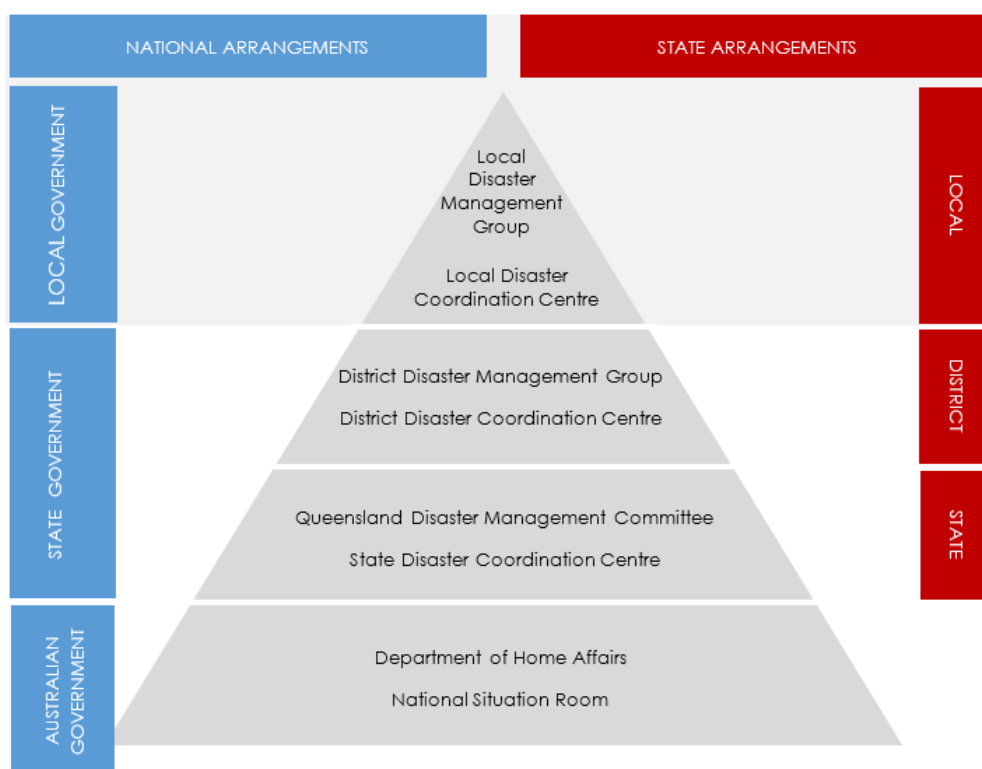 NATIONAL ARRANGEMENTS
STATE ARRANGEMENTS
LOCAL GOVERNMENT
Local
Disaster
Management
Group
Local Disaster
Coordination Centre
LOCAL
STATE GOVERNMENT
District Disaster Management Group
District Disaster Coordination Centre
DISTRICT
Queensland Disaster Management Committee
State Disaster Coordination Centre
STATE
AUSTRALIAN
GOVERNMENT
Department of Home Affairs
National Situation Room